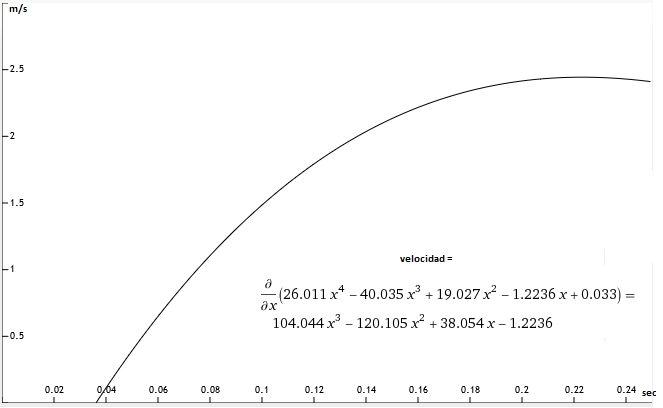 m/s
2.5
2
1.5
1
0.5
velocidad =
∂/∂x (26.011 x⁴ − 40.035 x³ + 19.027 x² − 1.2236 x + 0.033) =
104.044 x³ − 120.105 x² + 38.054 x − 1.2236
0.02 0.04 0.06 0.08 0.1 0.12 0.14 0.16 0.18 0.2 0.22 0.24 sec